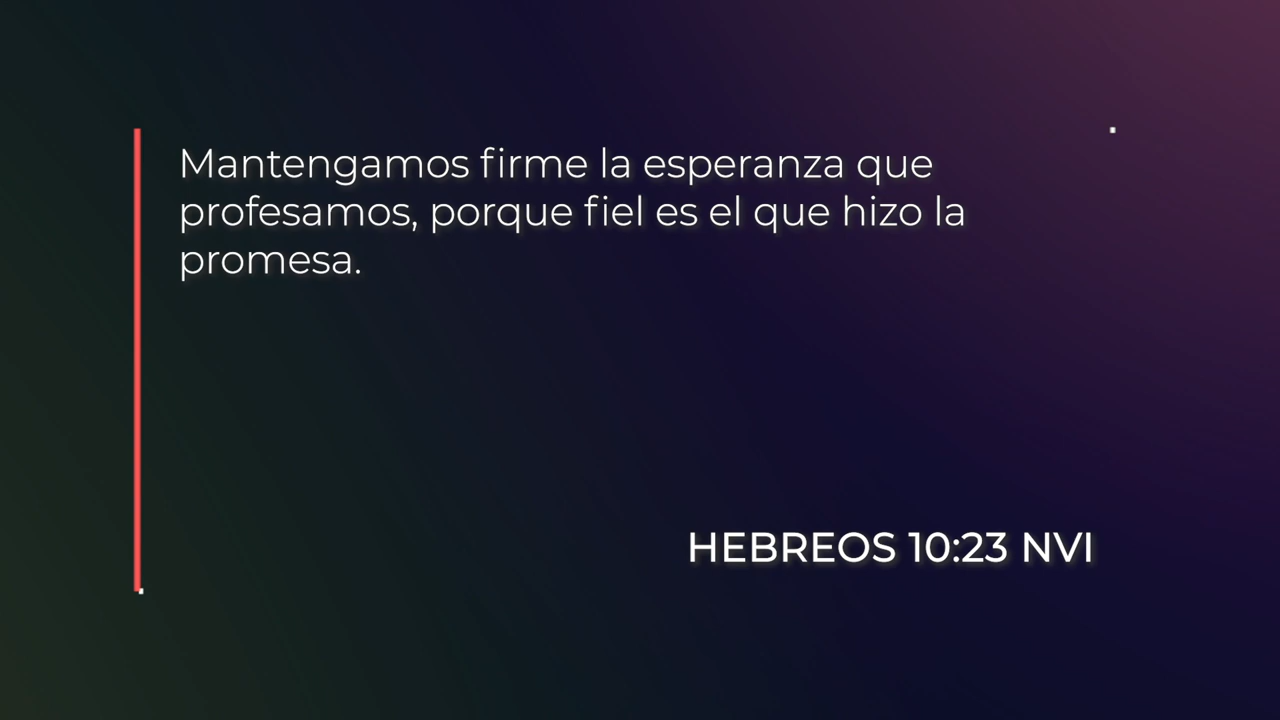 Mantengamos firme la esperanza que
profesamos, porque fiel es el que hizo la
promesa.
HEBREOS 10:23 NVI